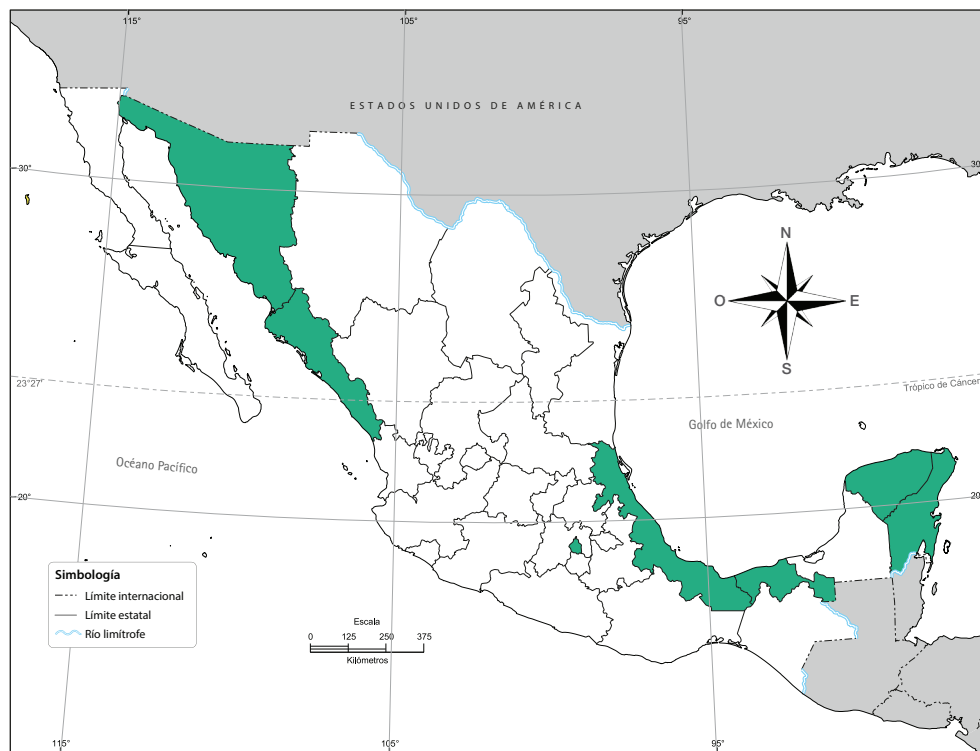 115°
105°
95°
ESTADOS UNIDOS DE AMÉRICA
30°
30
N
O
E
S
23°27'
Trópico de Cáncer
Golfo de México
Océano Pacífico
20°
20
Simbología
Límite internacional
Límite estatal
Río limítrofe
Escala
0 125 250 375
Kilómetros
115°
105°
95°